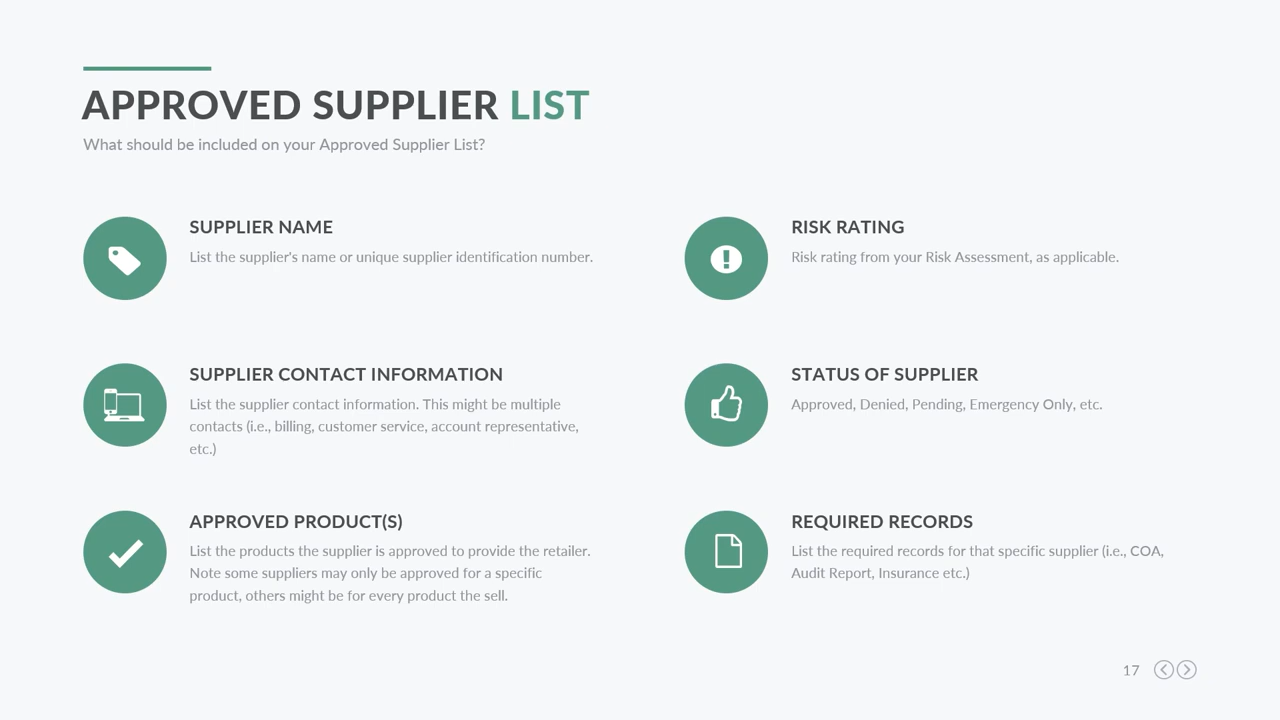 APPROVED SUPPLIER LIST
What should be included on your Approved Supplier List?
SUPPLIER NAME
List the supplier's name or unique supplier identification number.
SUPPLIER CONTACT INFORMATION
List the supplier contact information. This might be multiple
contacts (i.e., billing, customer service, account representative,
etc.)
APPROVED PRODUCT(S)
List the products the supplier is approved to provide the retailer.
Note some suppliers may only be approved for a specific
product, others might be for every product the sell.
RISK RATING
Risk rating from your Risk Assessment, as applicable.
STATUS OF SUPPLIER
Approved, Denied, Pending, Emergency Only, etc.
REQUIRED RECORDS
List the required records for that specific supplier (i.e., COA,
Audit Report, Insurance etc.)
17